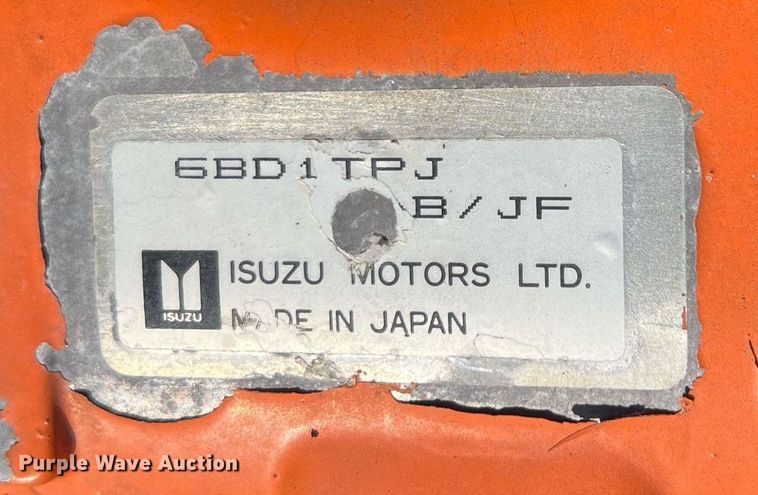 6BD1TPJ
B/JF
ISUZU
ISUZU MOTORS LTD.
MADE IN JAPAN
Purple Wave Auction